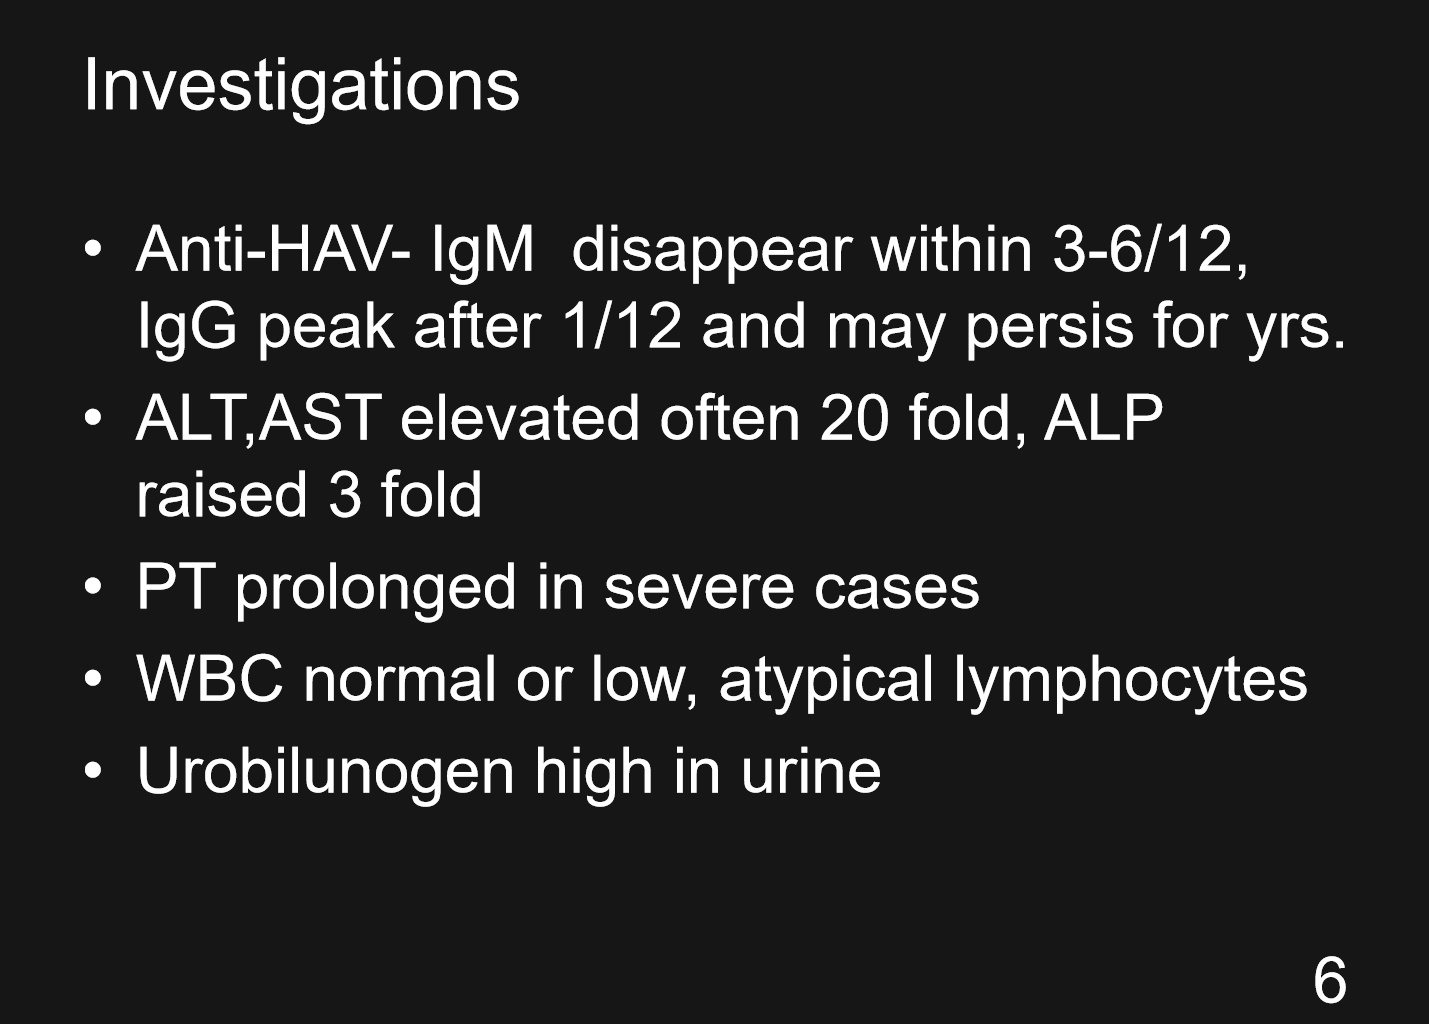 Investigations
• Anti-HAV- IgM  disappear within 3-6/12,
IgG peak after 1/12 and may persis for yrs.
• ALT,AST elevated often 20 fold, ALP
raised 3 fold
• PT prolonged in severe cases
• WBC normal or low, atypical lymphocytes
• Urobilunogen high in urine
6